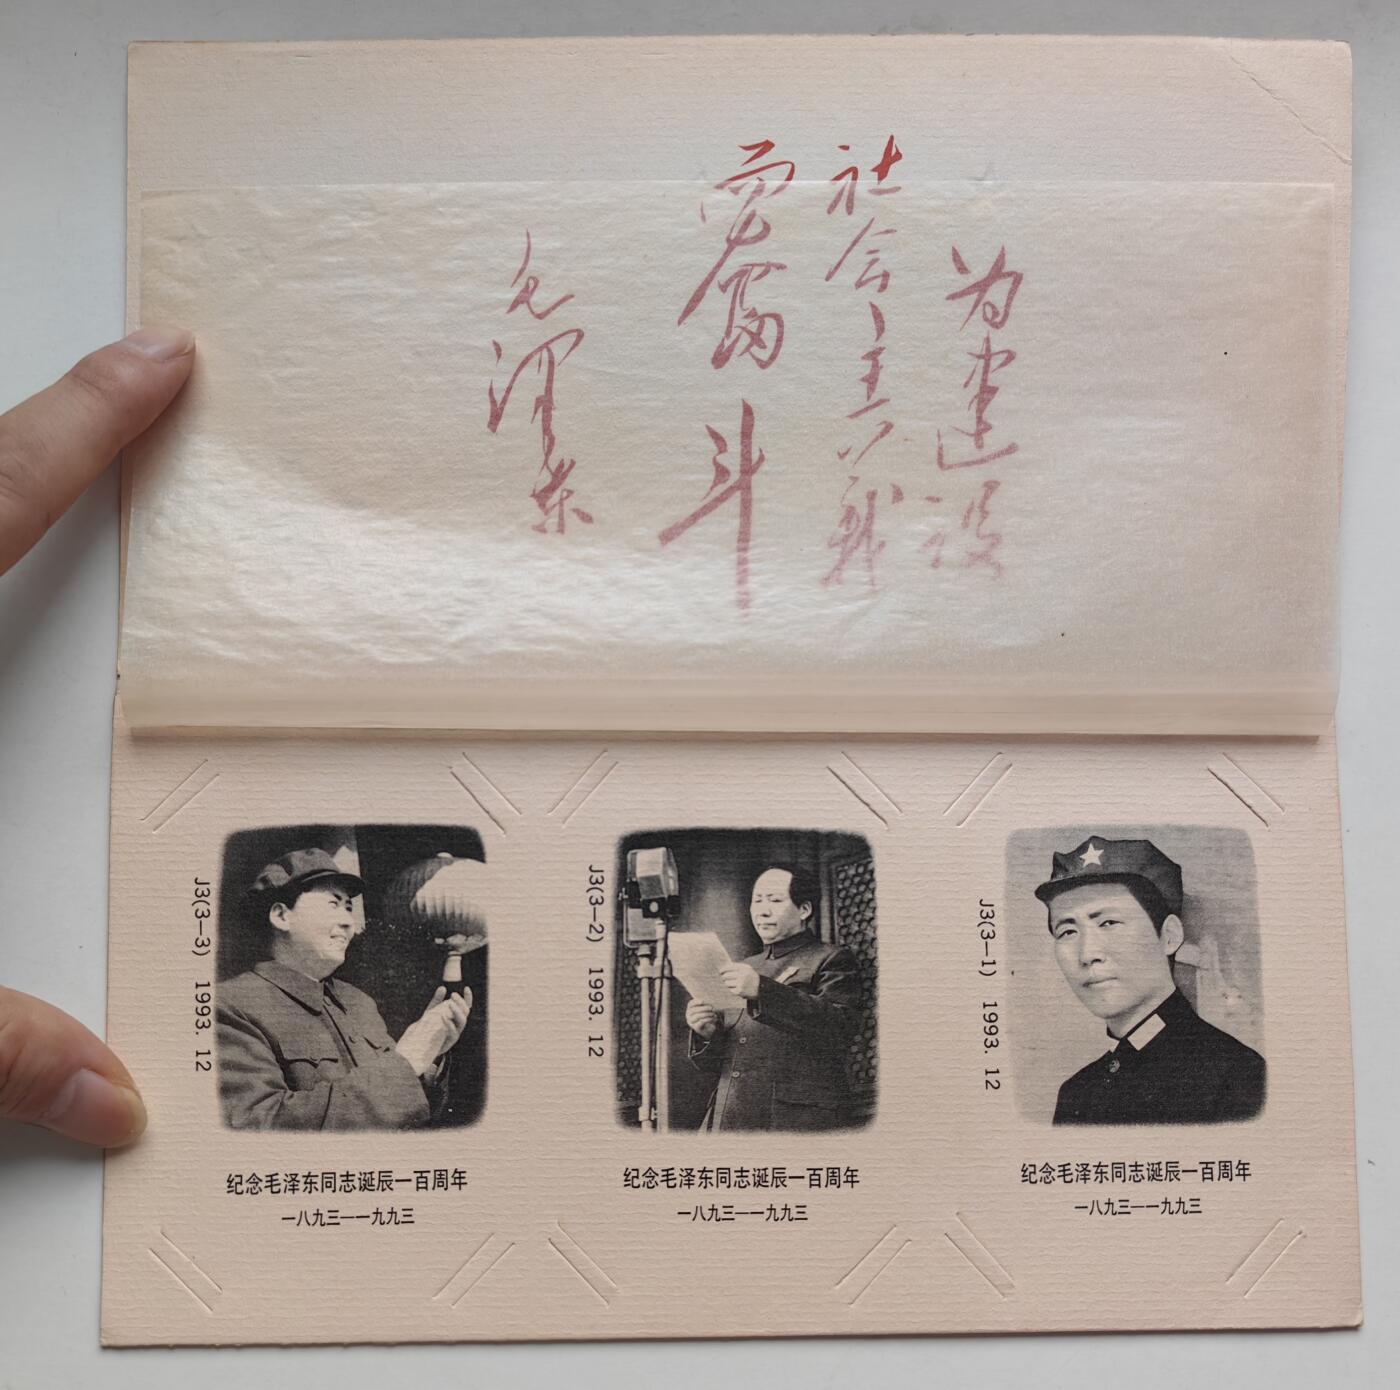 为建设
社会主义
而奋斗
毛泽东
J3(3—3) 1993. 12
纪念毛泽东同志诞辰一百周年
一八九三—一九九三
J3(3—2) 1993. 12
纪念毛泽东同志诞辰一百周年
一八九三—一九九三
J3(3—1) 1993. 12
纪念毛泽东同志诞辰一百周年
一八九三—一九九三